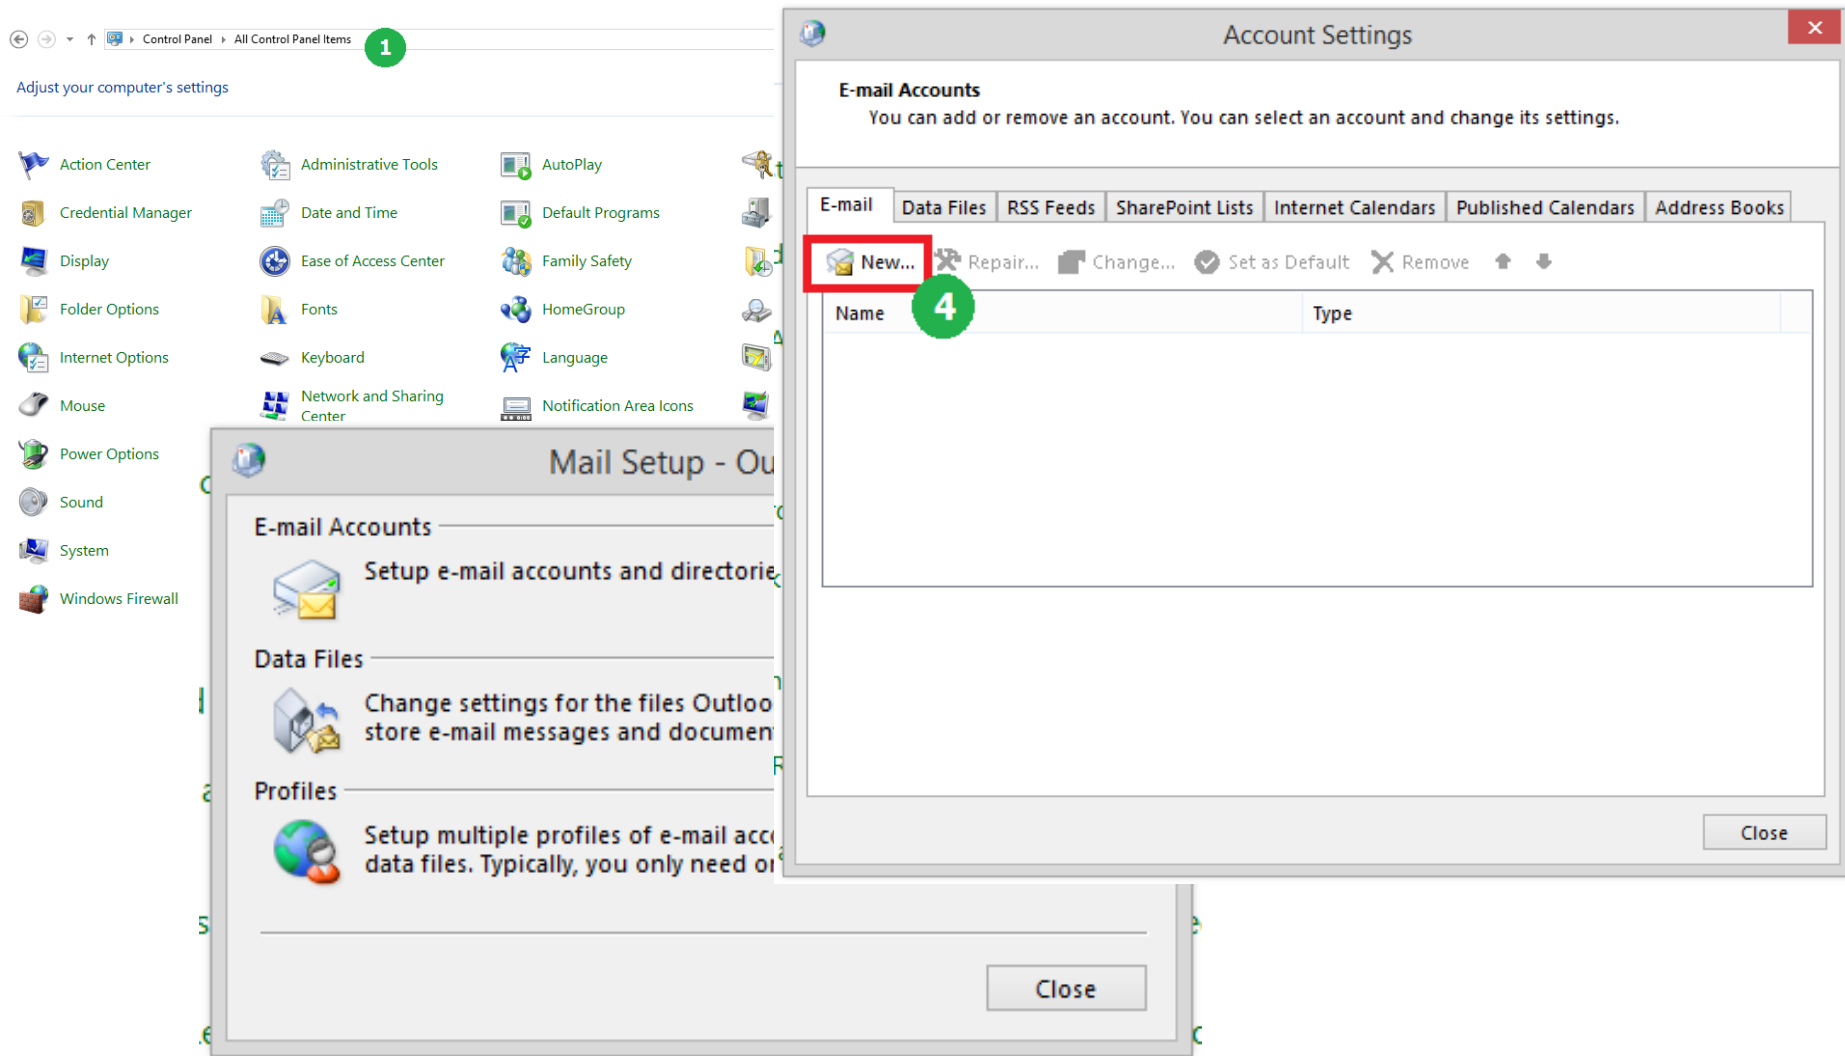 Control Panel
All Control Panel Items
1
Adjust your computer's settings
Action Center
Administrative Tools
AutoPlay
Credential Manager
Date and Time
Default Programs
Display
Ease of Access Center
Family Safety
Folder Options
Fonts
HomeGroup
Internet Options
Keyboard
Language
Mouse
Network and Sharing
Center
Notification Area Icons
Power Options
Sound
System
Windows Firewall
Mail Setup - Ou
E-mail Accounts
Setup e-mail accounts and directorie
Data Files
Change settings for the files Outloo
store e-mail messages and documen
Profiles
Setup multiple profiles of e-mail acc
data files. Typically, you only need o
Close
Account Settings
E-mail Accounts
You can add or remove an account. You can select an account and change its settings.
E-mail
Data Files
RSS Feeds
SharePoint Lists
Internet Calendars
Published Calendars
Address Books
New...
Repair...
Change...
Set as Default
Remove
4
Name
Type
Close